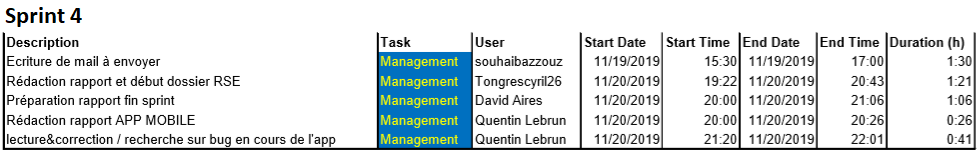 Sprint 4
Description Task User Start Date Start Time End Date End Time Duration (h)
Ecriture de mail à envoyer Management souhaibazzouz 11/19/2019 15:30 11/19/2019 17:00 1:30
Rédaction rapport et début dossier RSE Management Tongrescyril26 11/20/2019 19:22 11/20/2019 20:43 1:21
Préparation rapport fin sprint Management David Aires 11/20/2019 20:00 11/20/2019 21:06 1:06
Rédaction rapport APP MOBILE Management Quentin Lebrun 11/20/2019 20:00 11/20/2019 20:26 0:26
lecture&correction / recherche sur bug en cours de l'app Management Quentin Lebrun 11/20/2019 21:20 11/20/2019 22:01 0:41